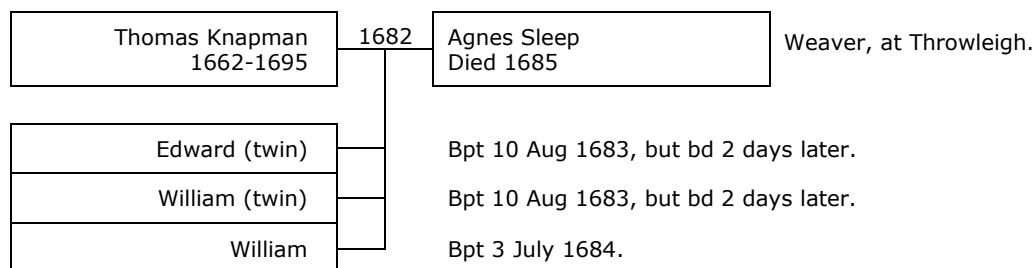 Thomas Knapman
1662-1695
1682
Agnes Sleep
Died 1685
Weaver, at Throwleigh.
Edward (twin)
Bpt 10 Aug 1683, but bd 2 days later.
William (twin)
Bpt 10 Aug 1683, but bd 2 days later.
William
Bpt 3 July 1684.